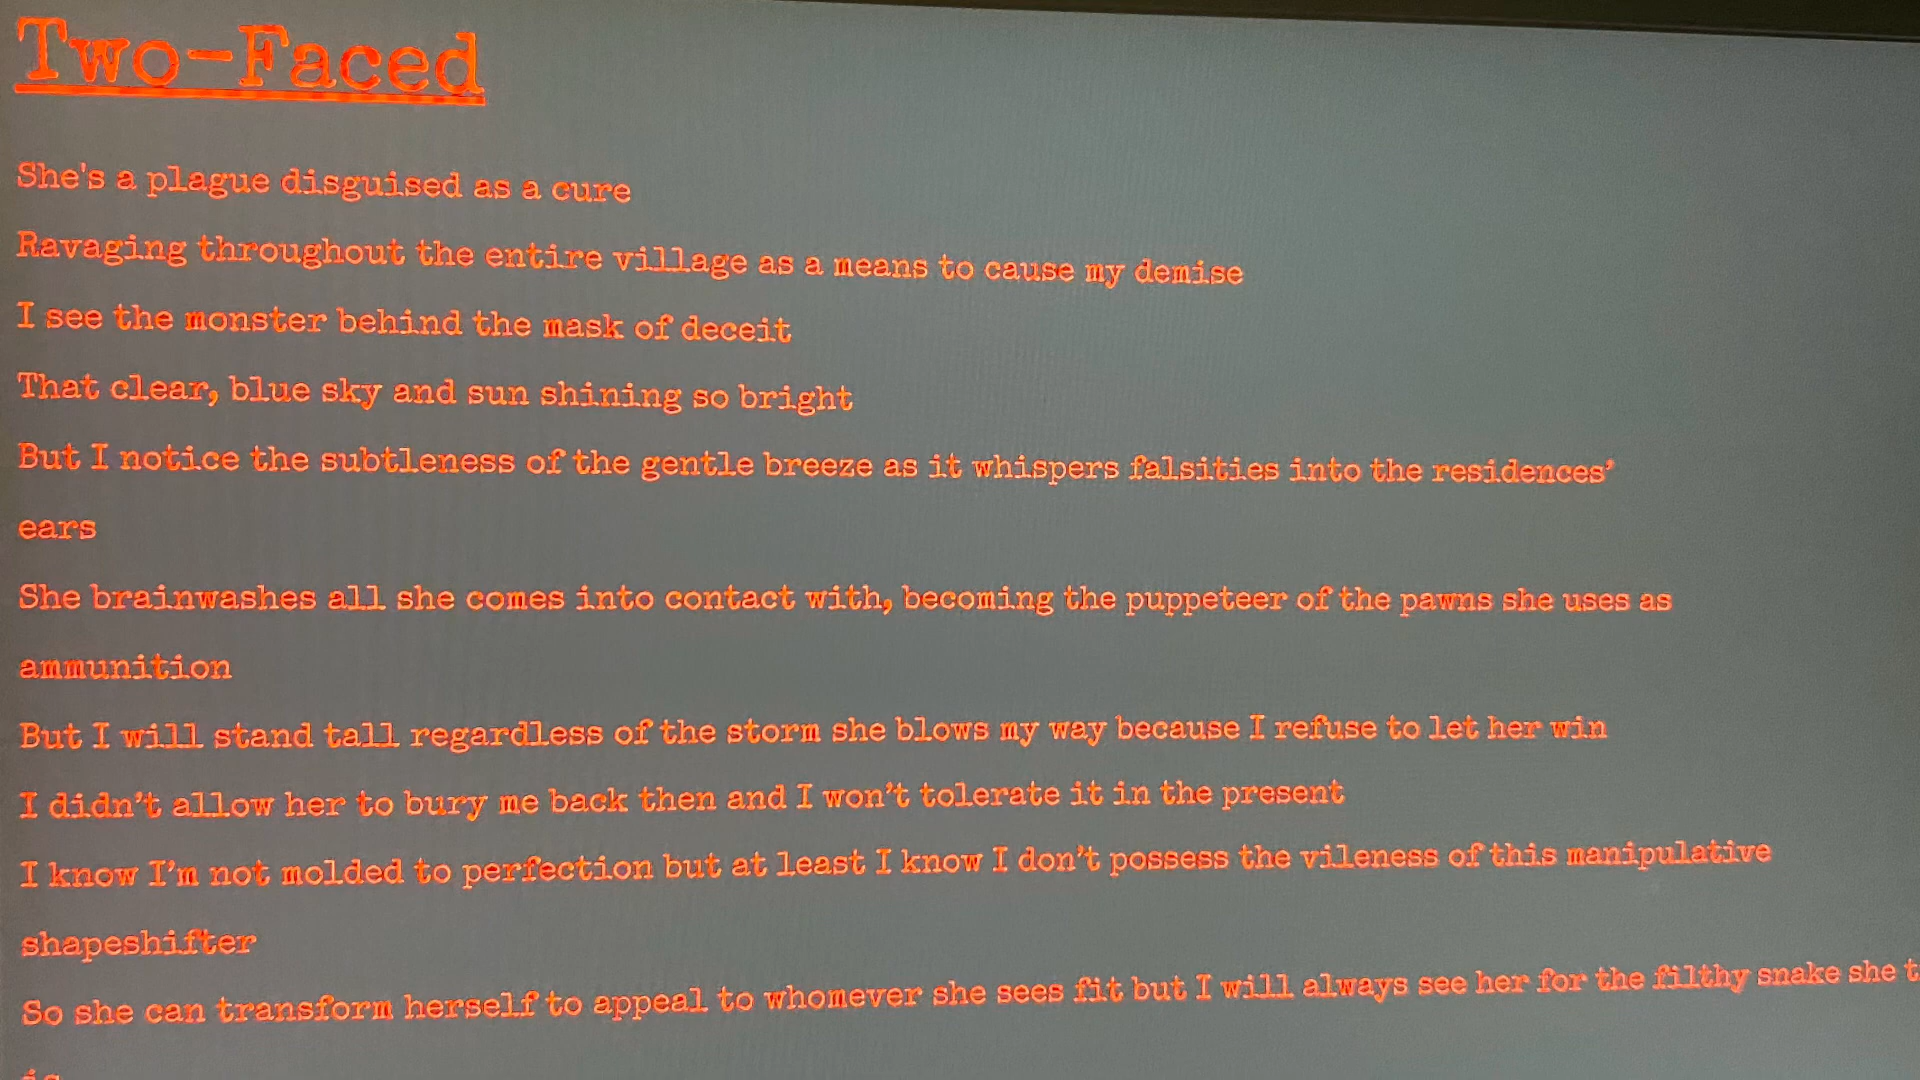 Two-Faced
She's a plague disguised as a cure
Ravaging throughout the entire village as a means to cause my demise
I see the monster behind the mask of deceit
That clear, blue sky and sun shining so bright
But I notice the subtleness of the gentle breeze as it whispers falsities into the residences’
ears
She brainwashes all she comes into contact with, becoming the puppeteer of the pawns she uses as
ammunition
But I will stand tall regardless of the storm she blows my way because I refuse to let her win
I didn’t allow her to bury me back then and I won’t tolerate it in the present
I know I’m not molded to perfection but at least I know I don’t possess the vileness of this manipulative
shapeshifter
So she can transform herself to appeal to whomever she sees fit but I will always see her for the filthy snake she